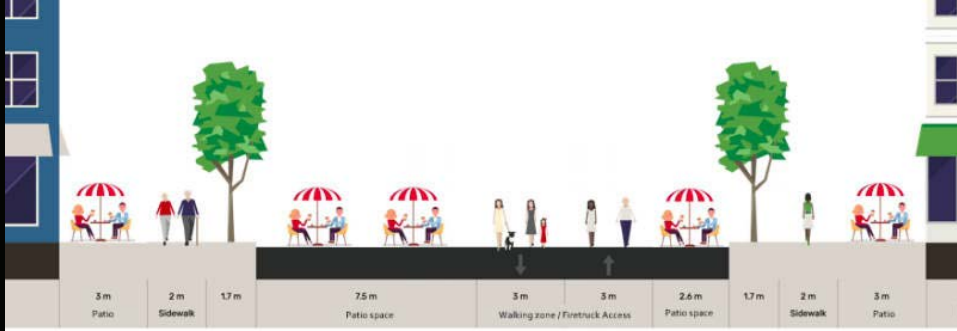 3 m
Patio
2 m
Sidewalk
1.7 m
7.5 m
Patio space
3 m
3 m
Walking zone / Firetruck Access
2.6 m
Patio space
1.7 m
2 m
Sidewalk
3 m
Patio